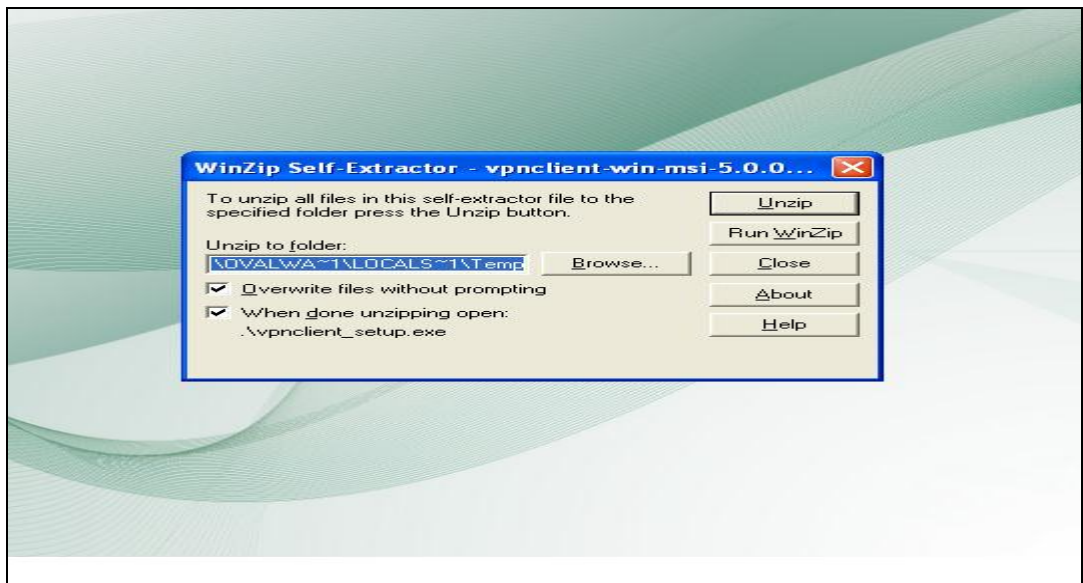 WinZip Self-Extractor - vpnclient-win-msi-5.0.0...
To unzip all files in this self-extractor file to the
specified folder press the Unzip button.
Unzip to folder:
\OVALWA~1\LOCALS~1\Temp
Browse...
Overwrite files without prompting
When done unzipping open:
.\vpnclient_setup.exe
Unzip
Run WinZip
Close
About
Help